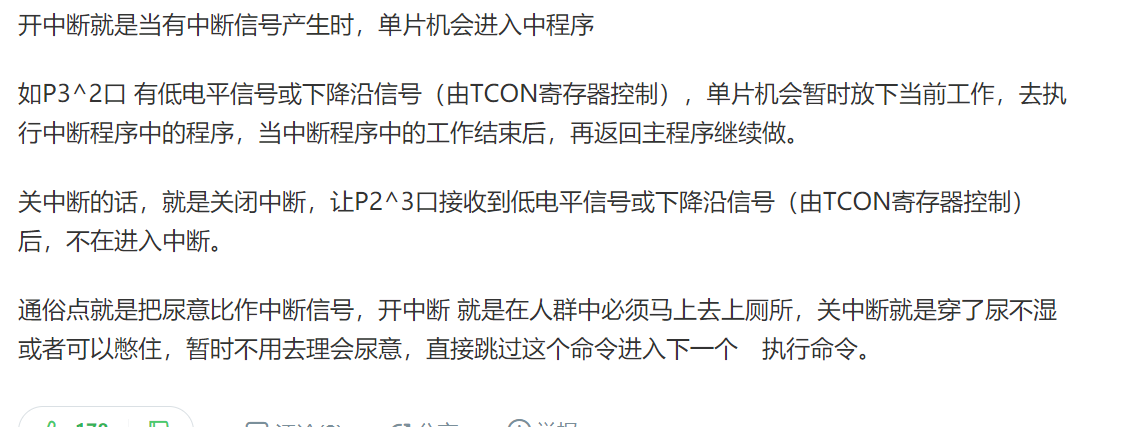 开中断就是当有中断信号产生时，单片机会进入中程序
如P3^2口 有低电平信号或下降沿信号（由TCON寄存器控制），单片机会暂时放下当前工作，去执
行中断程序中的程序，当中断程序中的工作结束后，再返回主程序继续做。
关中断的话，就是关闭中断，让P2^3口接收到低电平信号或下降沿信号（由TCON寄存器控制）
后，不在进入中断。
通俗点就是把尿意比作中断信号，开中断 就是在人群中必须马上去上厕所，关中断就是穿了尿不湿
或者可以憋住，暂时不用去理会尿意，直接跳过这个命令进入下一个　执行命令。